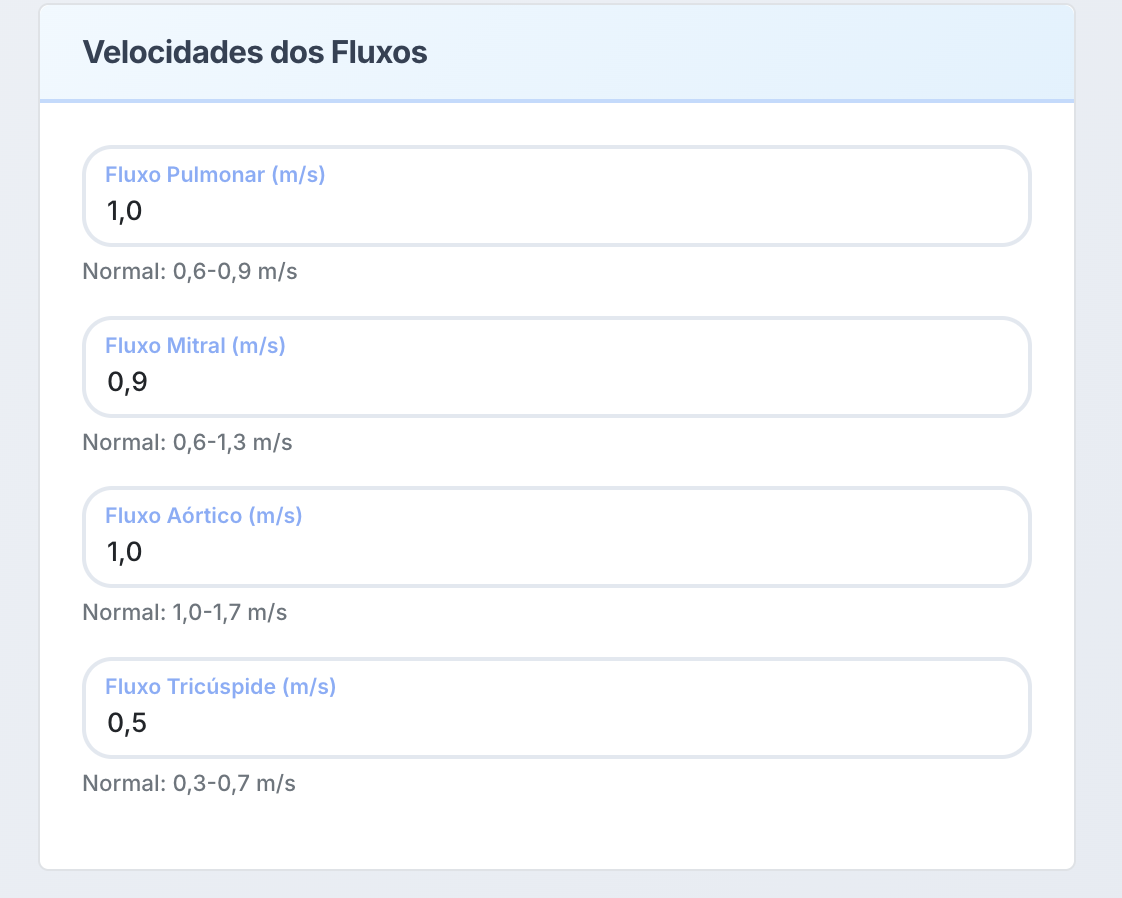 Velocidades dos Fluxos
Fluxo Pulmonar (m/s)
1,0
Normal: 0,6-0,9 m/s
Fluxo Mitral (m/s)
0,9
Normal: 0,6-1,3 m/s
Fluxo Aórtico (m/s)
1,0
Normal: 1,0-1,7 m/s
Fluxo Tricúspide (m/s)
0,5
Normal: 0,3-0,7 m/s